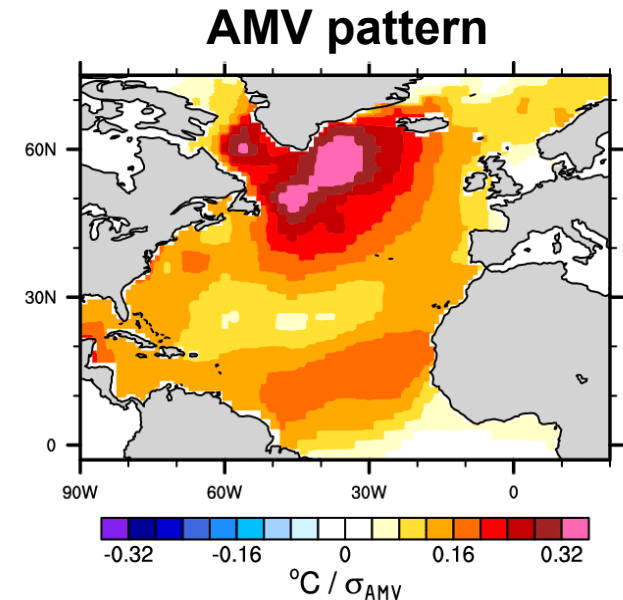 AMV pattern
60N
30N
0
90W 60W 30W 0
-0.32 -0.16 0 0.16 0.32
°C / σAMV